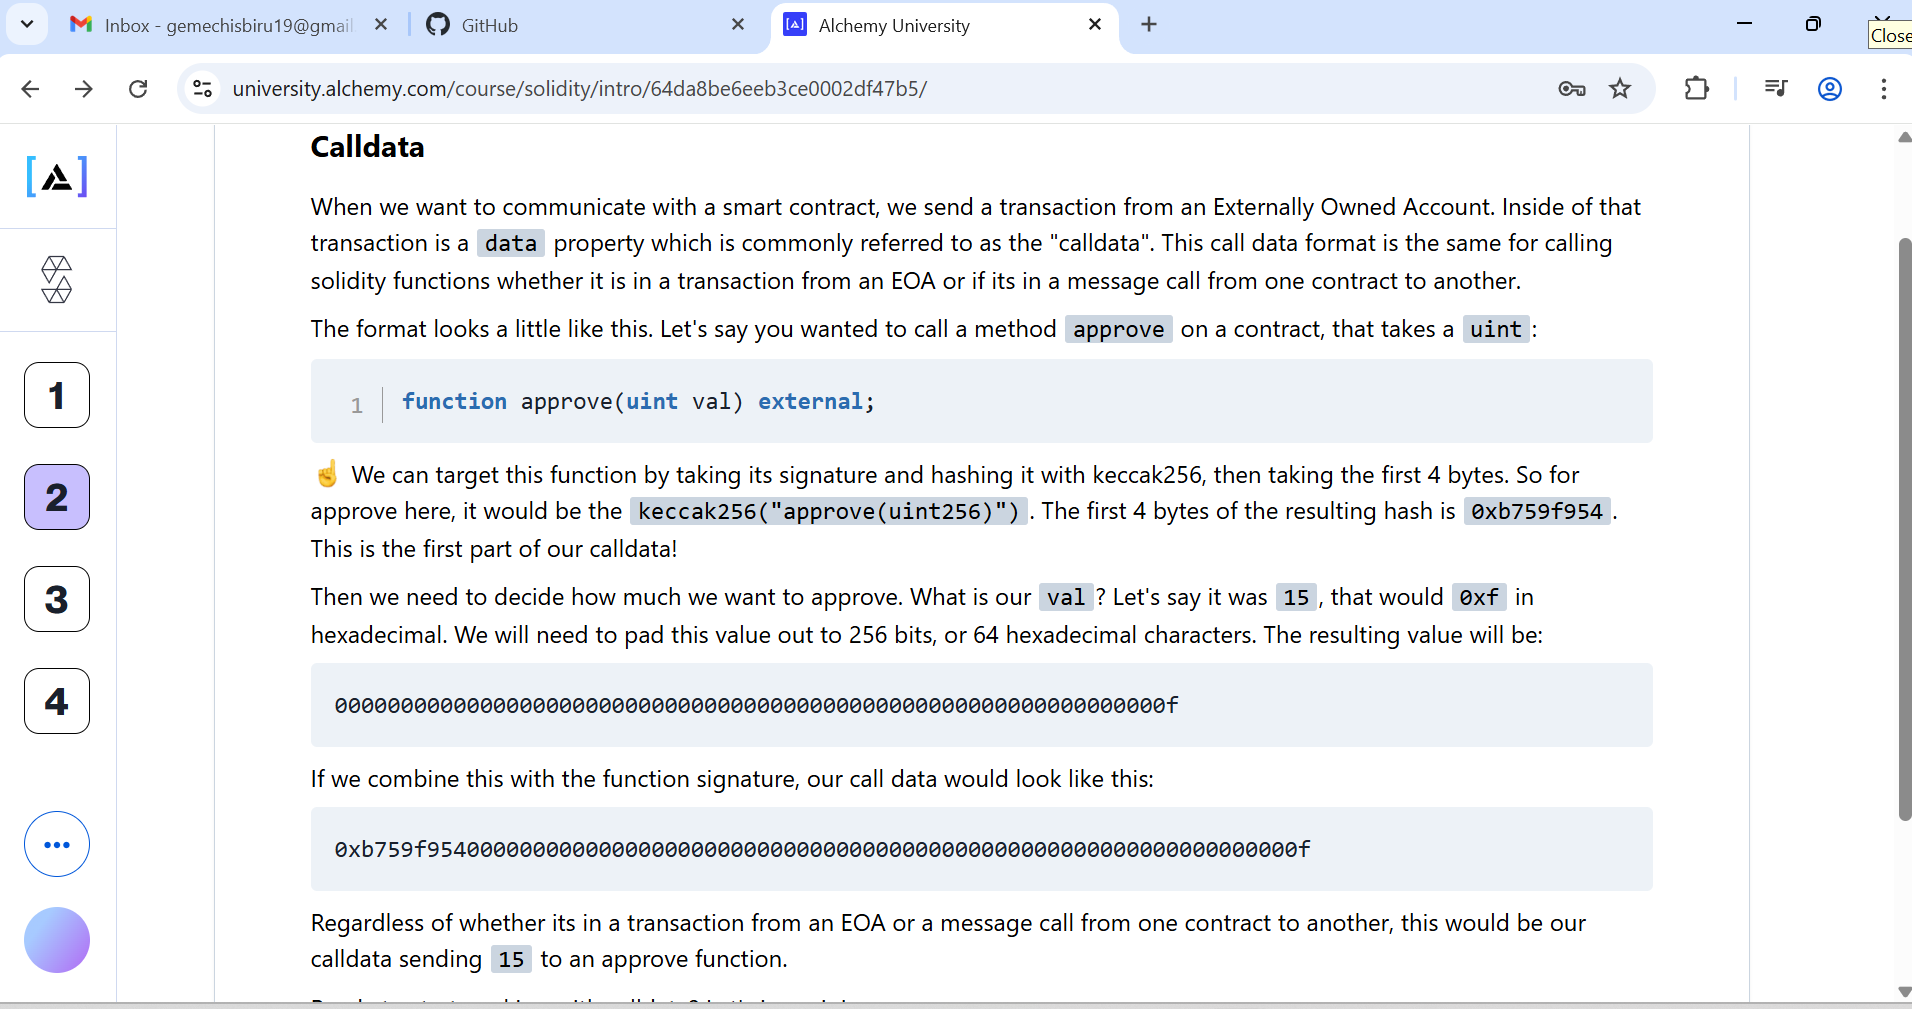 Inbox - gemechisbiru19@gmail
GitHub
Alchemy University
Close
university.alchemy.com/course/solidity/intro/64da8be6eeb3ce0002df47b5/
Calldata
When we want to communicate with a smart contract, we send a transaction from an Externally Owned Account. Inside of that
transaction is a data property which is commonly referred to as the "calldata". This call data format is the same for calling
solidity functions whether it is in a transaction from an EOA or if its in a message call from one contract to another.
The format looks a little like this. Let's say you wanted to call a method approve on a contract, that takes a uint :
1 function approve(uint val) external;
☝ We can target this function by taking its signature and hashing it with keccak256, then taking the first 4 bytes. So for
approve here, it would be the keccak256("approve(uint256)") . The first 4 bytes of the resulting hash is 0xb759f954 .
This is the first part of our calldata!
Then we need to decide how much we want to approve. What is our val ? Let's say it was 15 , that would 0xf in
hexadecimal. We will need to pad this value out to 256 bits, or 64 hexadecimal characters. The resulting value will be:
000000000000000000000000000000000000000000000000000000000000000f
If we combine this with the function signature, our call data would look like this:
0xb759f954000000000000000000000000000000000000000000000000000000000000000f
Regardless of whether its in a transaction from an EOA or a message call from one contract to another, this would be our
calldata sending 15 to an approve function.
1
2
3
4